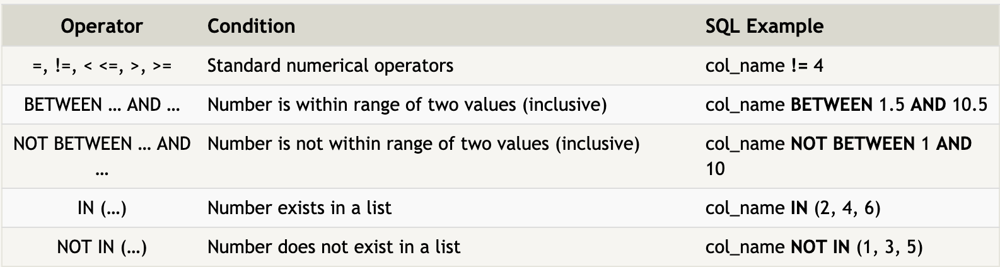 Operator Condition SQL Example
=, !=, < <=, >, >= Standard numerical operators col_name != 4
BETWEEN … AND … Number is within range of two values (inclusive) col_name BETWEEN 1.5 AND 10.5
NOT BETWEEN … AND Number is not within range of two values (inclusive) col_name NOT BETWEEN 1 AND
… 10
IN (…) Number exists in a list col_name IN (2, 4, 6)
NOT IN (…) Number does not exist in a list col_name NOT IN (1, 3, 5)